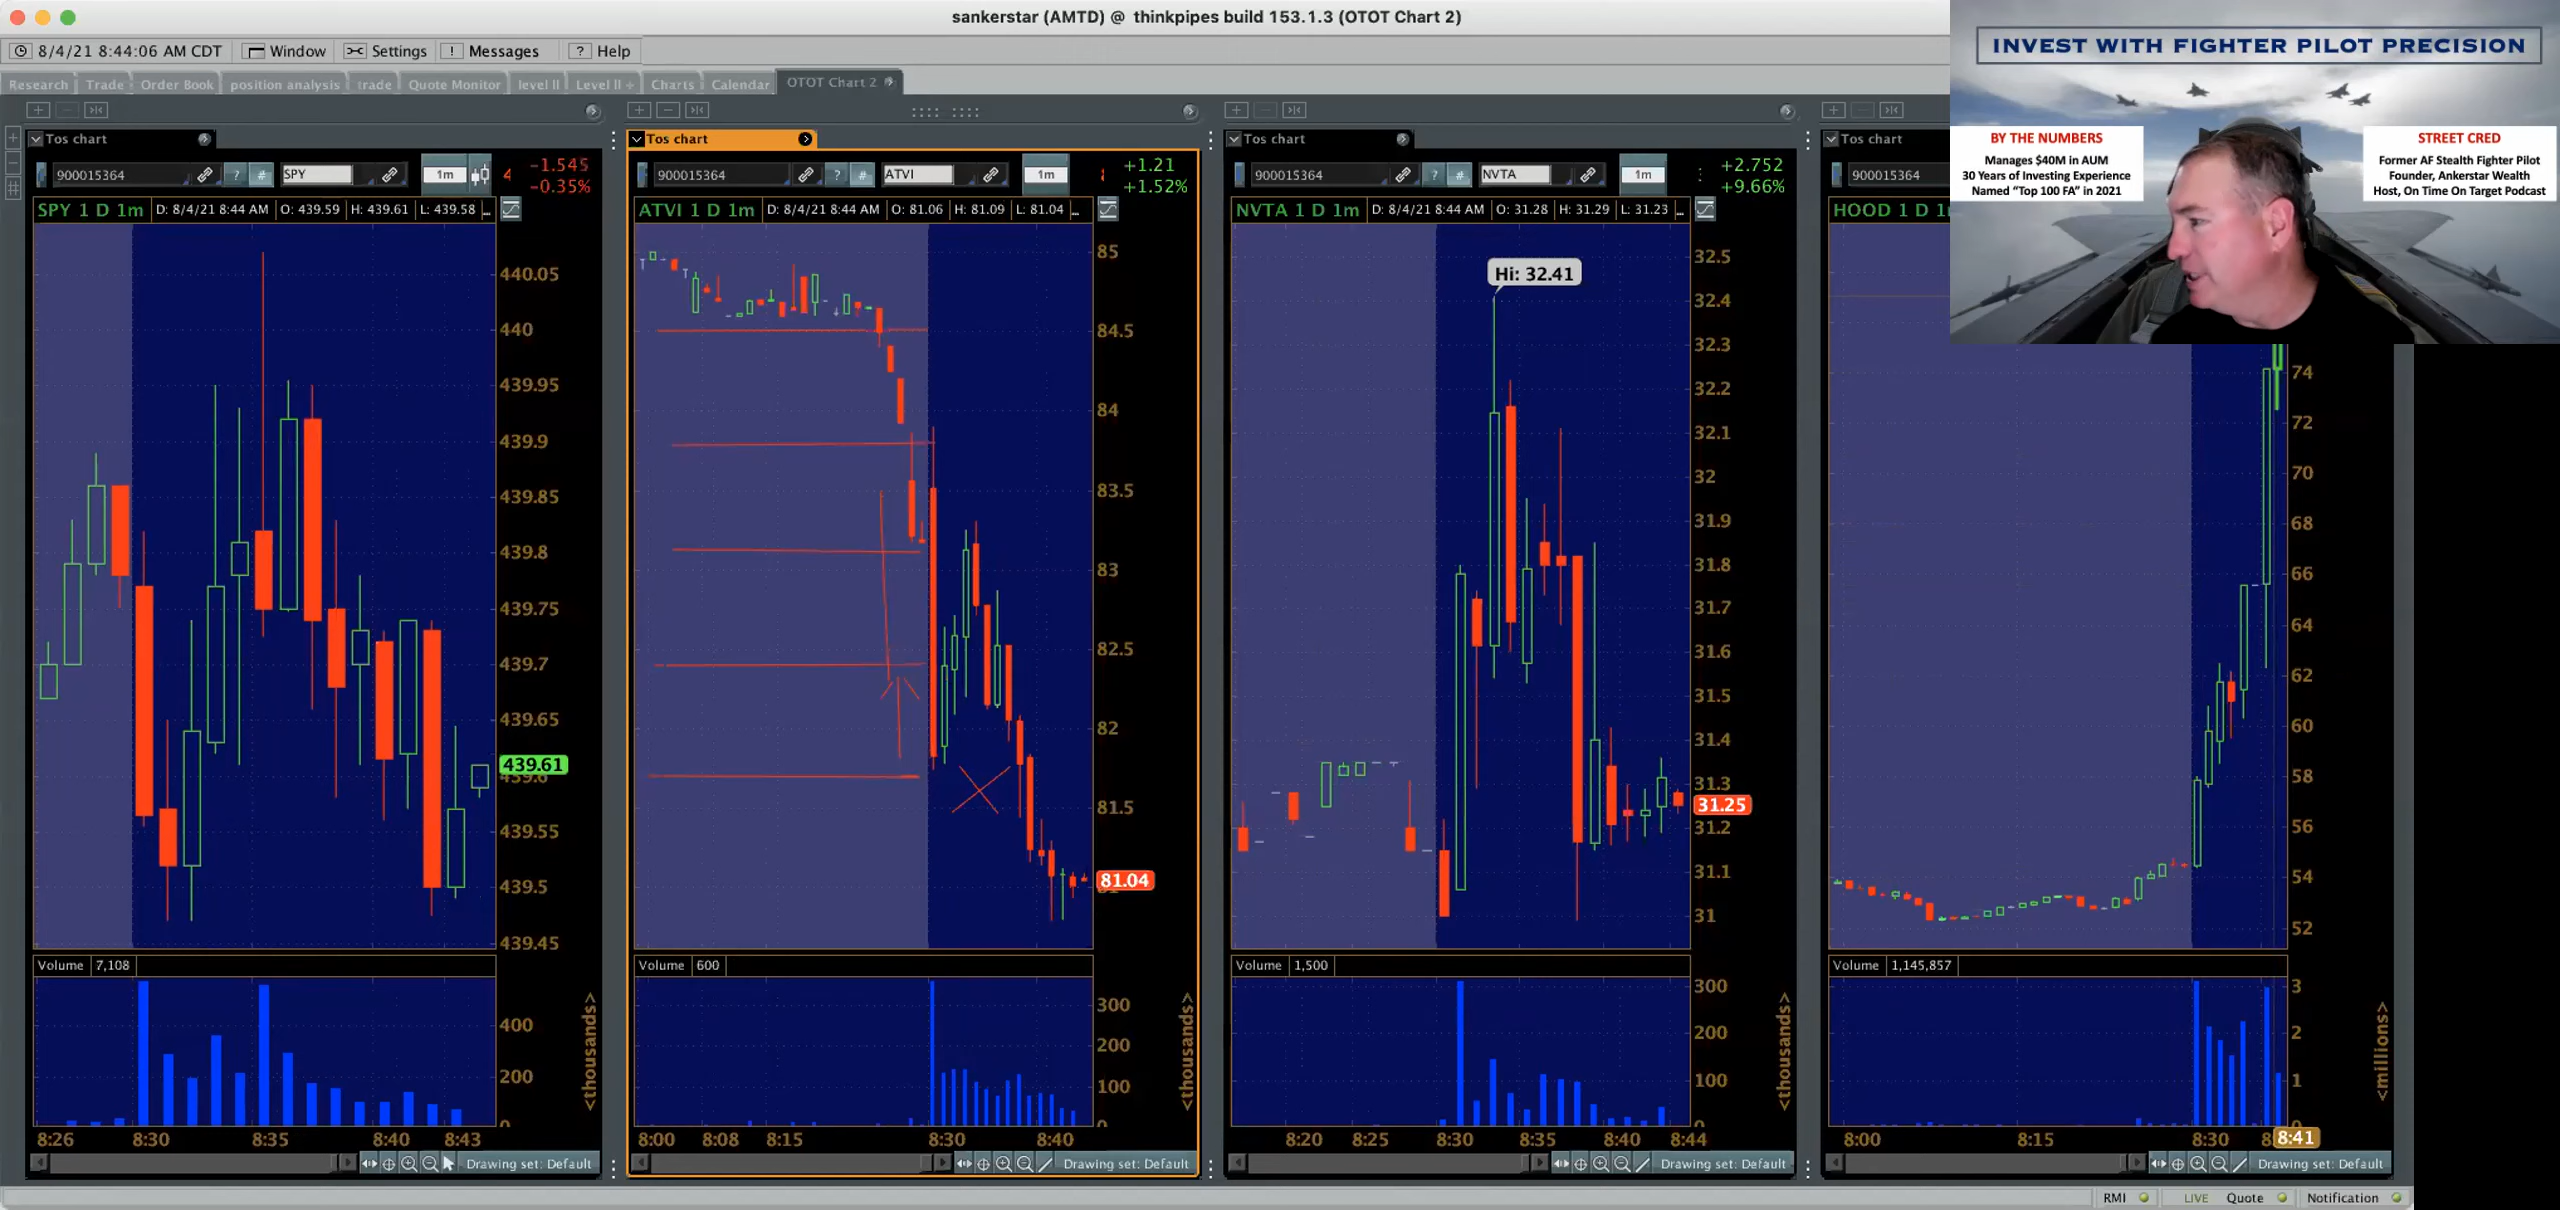 sankerstar (AMTD) @ thinkpipes build 153.1.3 (OTOT Chart 2)
8/4/21 8:44:06 AM CDT
Window
Settings
! Messages
? Help
Research
Trade
Order Book
position analysis
trade
Quote Monitor
level II
Level II +
Charts
Calendar
OTOT Chart 2
INVEST WITH FIGHTER PILOT PRECISION
BY THE NUMBERS
Manages $40M in AUM
30 Years of Investing Experience
Named "Top 100 FA" in 2021
STREET CRED
Former AF Stealth Fighter Pilot
Founder, Ankerstar Wealth
Host, On Time On Target Podcast
Tos chart
900015364
? #
SPY
1m
4
-1.545
-0.35%
SPY 1 D 1m
D: 8/4/21 8:44 AM
O: 439.59
H: 439.61
L: 439.58
...
440.05
440
439.95
439.9
439.85
439.8
439.75
439.7
439.65
439.61
439.6
439.55
439.5
439.45
Volume
7,108
400
200
0
<thousands>
8:26
8:30
8:35
8:40
8:43
Drawing set: Default
Tos chart
900015364
? #
ATVI
1m
+1.21
+1.52%
ATVI 1 D 1m
D: 8/4/21 8:44 AM
O: 81.06
H: 81.09
L: 81.04
...
85
84.5
84
83.5
83
82.5
82
81.5
81.04
Volume
600
300
200
100
0
<thousands>
8:00
8:08
8:15
8:30
8:40
Drawing set: Default
Tos chart
900015364
? #
NVTA
1m
+2.752
+9.66%
NVTA 1 D 1m
D: 8/4/21 8:44 AM
O: 31.28
H: 31.29
L: 31.23
...
Hi: 32.41
32.5
32.4
32.3
32.2
32.1
32
31.9
31.8
31.7
31.6
31.5
31.4
31.3
31.25
31.2
31.1
31
Volume
1,500
300
200
100
0
<thousands>
8:20
8:25
8:30
8:35
8:40
8:44
Drawing set: Default
Tos chart
900015364
HOOD 1 D
74
72
70
68
66
64
62
60
58
56
54
52
Volume
1,145,857
3
2
1
0
<millions>
8:00
8:15
8:30
8:41
Drawing set: Default
RMI
LIVE
Quote
Notification